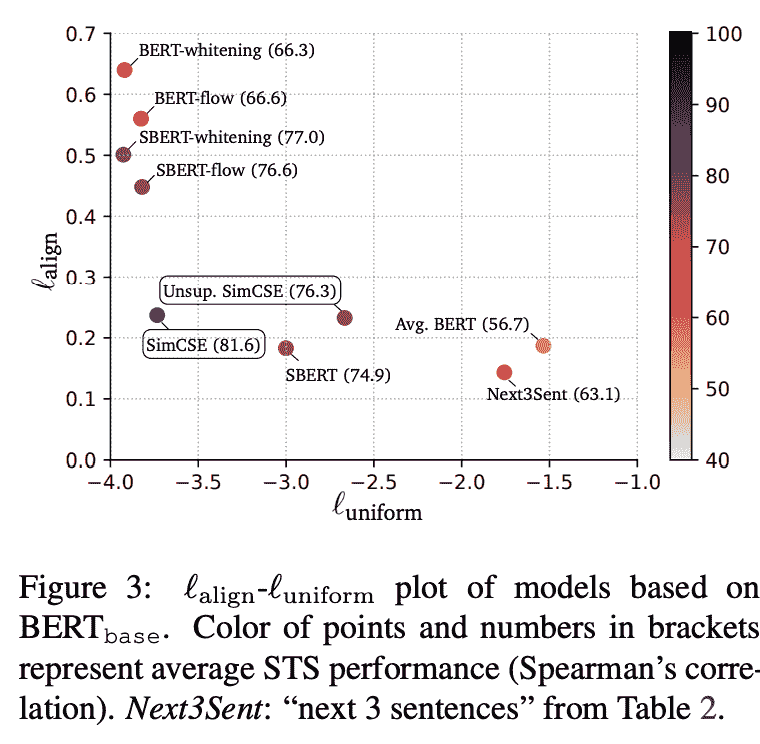 0.7
0.6
0.5
0.4
0.3
0.2
0.1
0.0
ℓalign
BERT-whitening (66.3)
BERT-flow (66.6)
SBERT-whitening (77.0)
SBERT-flow (76.6)
Unsup. SimCSE (76.3)
SimCSE (81.6)
SBERT (74.9)
Avg. BERT (56.7)
Next3Sent (63.1)
−4.0 −3.5 −3.0 −2.5 −2.0 −1.5 −1.0
ℓuniform
100
90
80
70
60
50
40
Figure 3: ℓalign-ℓuniform plot of models based on
BERTbase. Color of points and numbers in brackets
represent average STS performance (Spearman’s corre-
lation). Next3Sent: “next 3 sentences” from Table 2.